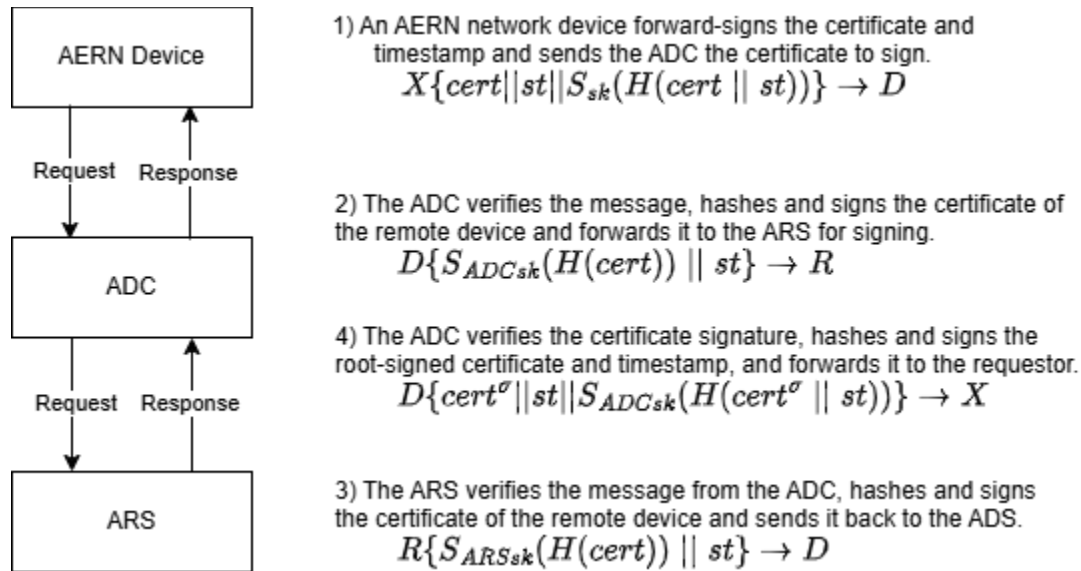 AERN Device
1) An AERN network device forward-signs the certificate and
timestamp and sends the ADC the certificate to sign.
X{cert||st||S_sk(H(cert || st))} → D
Request Response
2) The ADC verifies the message, hashes and signs the certificate of
the remote device and forwards it to the ARS for signing.
D{S_ADCsk(H(cert)) || st} → R
ADC
4) The ADC verifies the certificate signature, hashes and signs the
root-signed certificate and timestamp, and forwards it to the requestor.
D{cert^σ||st||S_ADCsk(H(cert^σ || st))} → X
Request Response
3) The ARS verifies the message from the ADC, hashes and signs
the certificate of the remote device and sends it back to the ADS.
R{S_ARSsk(H(cert)) || st} → D
ARS